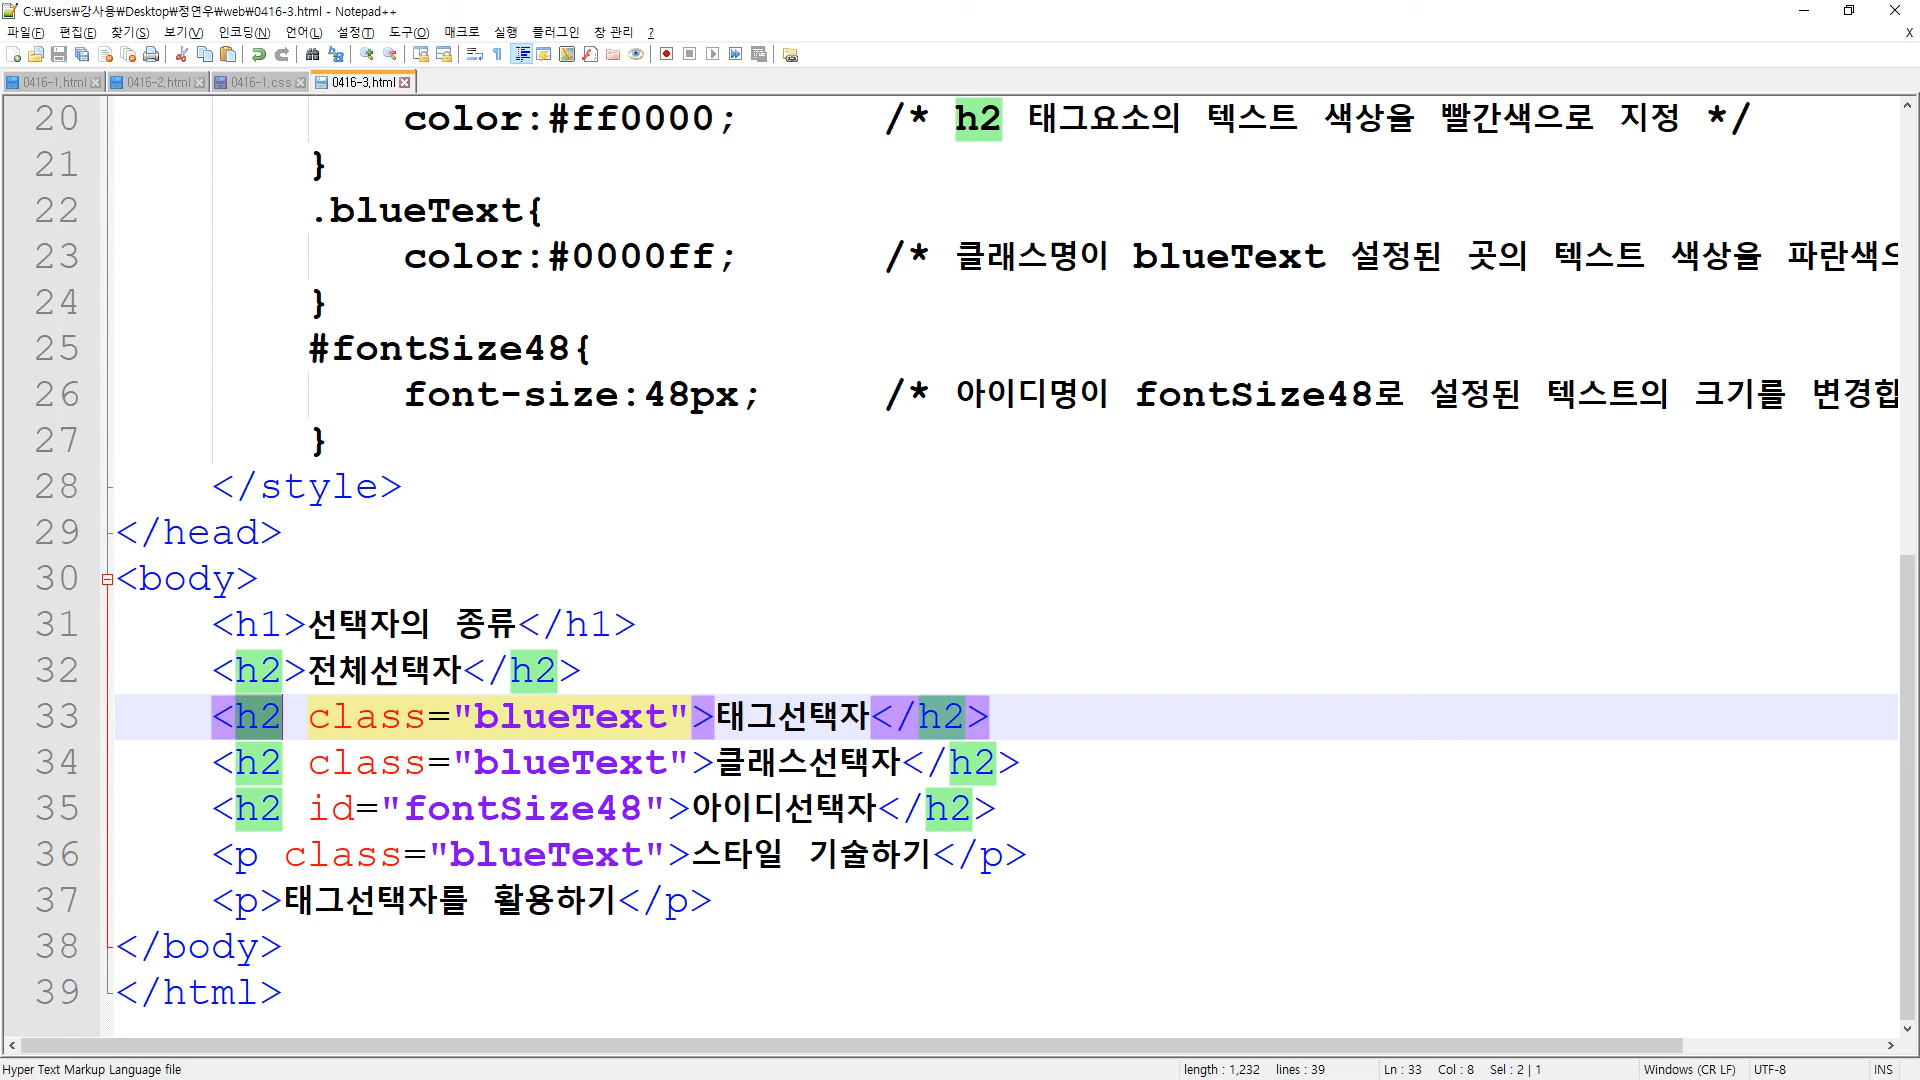 C:₩Users₩강사용₩Desktop₩정연우₩web₩0416-3.html - Notepad++
파일(F) 편집(E) 찾기(S) 보기(V) 인코딩(N) 언어(L) 설정(T) 도구(O) 매크로 실행 플러그인 창 관리 ? X
0416-1.html 0416-2.html 0416-1.css 0416-3.html
20 color:#ff0000; /* h2 태그요소의 텍스트 색상을 빨간색으로 지정 */
21 }
22 .blueText{
23 color:#0000ff; /* 클래스명이 blueText 설정된 곳의 텍스트 색상을 파란색으
24 }
25 #fontSize48{
26 font-size:48px; /* 아이디명이 fontSize48로 설정된 텍스트의 크기를 변경합
27 }
28 </style>
29 </head>
30 <body>
31 <h1>선택자의 종류</h1>
32 <h2>전체선택자</h2>
33 <h2 class="blueText">태그선택자</h2>
34 <h2 class="blueText">클래스선택자</h2>
35 <h2 id="fontSize48">아이디선택자</h2>
36 <p class="blueText">스타일 기술하기</p>
37 <p>태그선택자를 활용하기</p>
38 </body>
39 </html>
Hyper Text Markup Language file length : 1,232 lines : 39 Ln : 33 Col : 8 Sel : 2 | 1 Windows (CR LF) UTF-8 INS